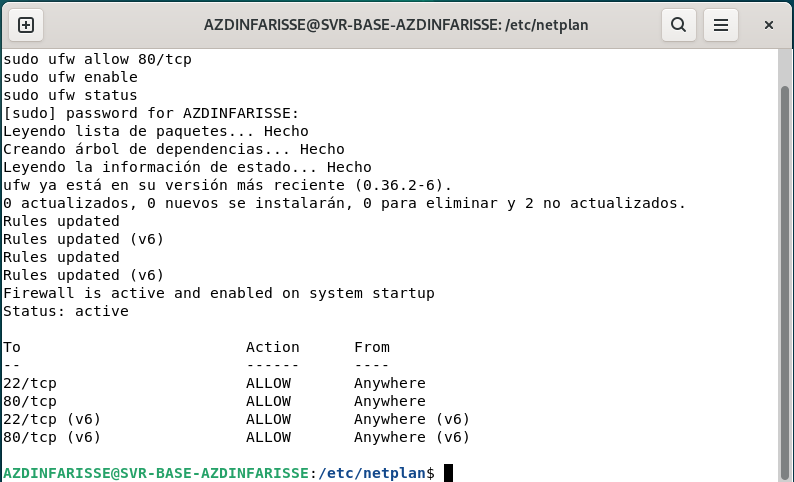 AZDINFARISSE@SVR-BASE-AZDINFARISSE: /etc/netplan
sudo ufw allow 80/tcp
sudo ufw enable
sudo ufw status
[sudo] password for AZDINFARISSE:
Leyendo lista de paquetes... Hecho
Creando árbol de dependencias... Hecho
Leyendo la información de estado... Hecho
ufw ya está en su versión más reciente (0.36.2-6).
0 actualizados, 0 nuevos se instalarán, 0 para eliminar y 2 no actualizados.
Rules updated
Rules updated (v6)
Rules updated
Rules updated (v6)
Firewall is active and enabled on system startup
Status: active
To                         Action      From
--                         ------      ----
22/tcp                     ALLOW       Anywhere
80/tcp                     ALLOW       Anywhere
22/tcp (v6)                ALLOW       Anywhere (v6)
80/tcp (v6)                ALLOW       Anywhere (v6)
AZDINFARISSE@SVR-BASE-AZDINFARISSE:/etc/netplan$